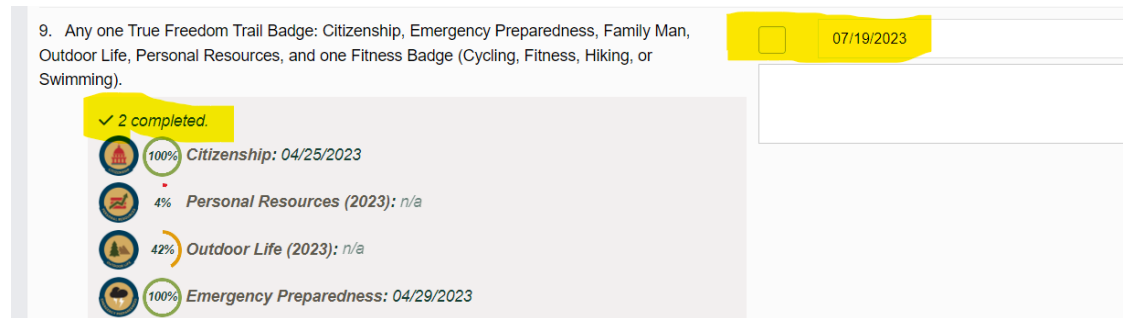 9. Any one True Freedom Trail Badge: Citizenship, Emergency Preparedness, Family Man,
Outdoor Life, Personal Resources, and one Fitness Badge (Cycling, Fitness, Hiking, or
Swimming).
07/19/2023
✓ 2 completed.
100% Citizenship: 04/25/2023
4% Personal Resources (2023): n/a
42% Outdoor Life (2023): n/a
100% Emergency Preparedness: 04/29/2023